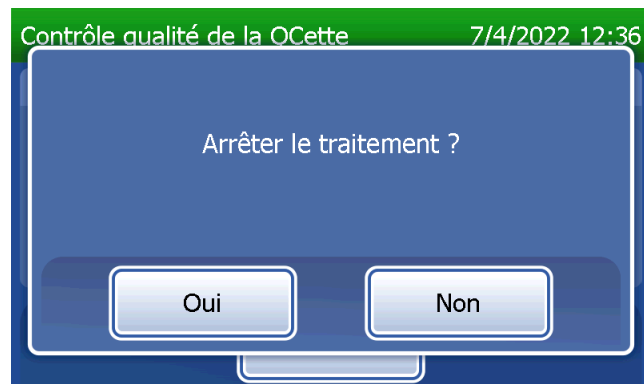 Contrôle qualité de la QCette 7/4/2022 12:36
Arrêter le traitement ?
Oui Non